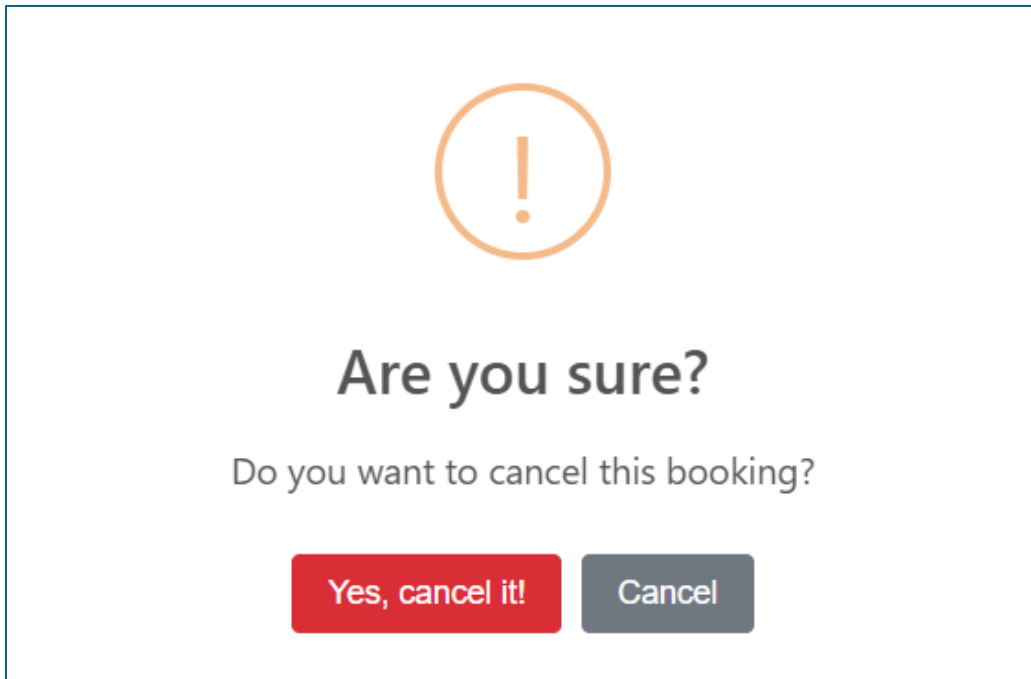 !
Are you sure?
Do you want to cancel this booking?
Yes, cancel it!
Cancel